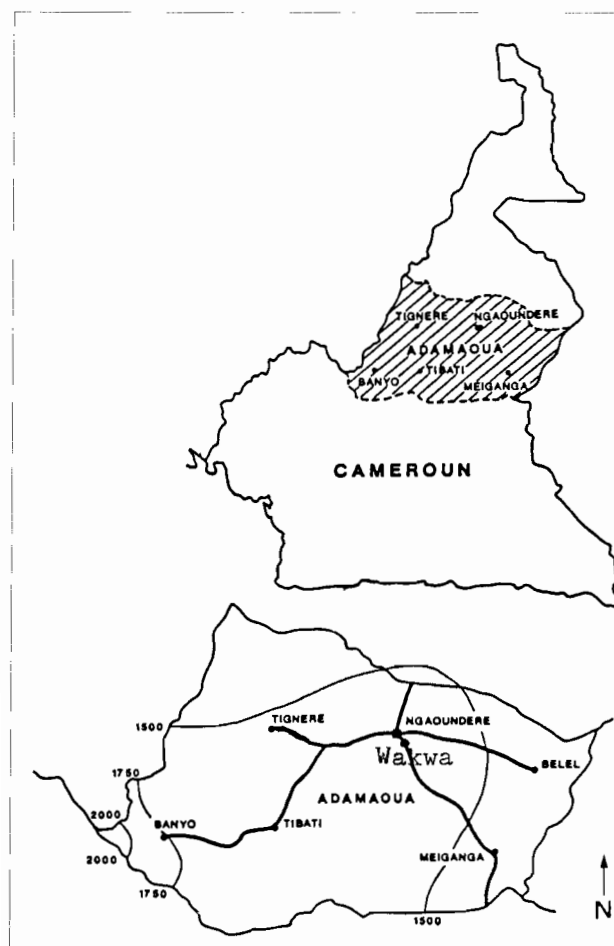 TIGNERE
NGAOUNDERE
ADAMAOUA
BANYO
TIBATI
MEIGANGA
CAMEROUN
1500
TIGNERE
NGAOUNDERE
Wakwa
BELEL
1750
ADAMAOUA
2000
BANYO
TIBATI
2000
MEIGANGA
1750
1500
N